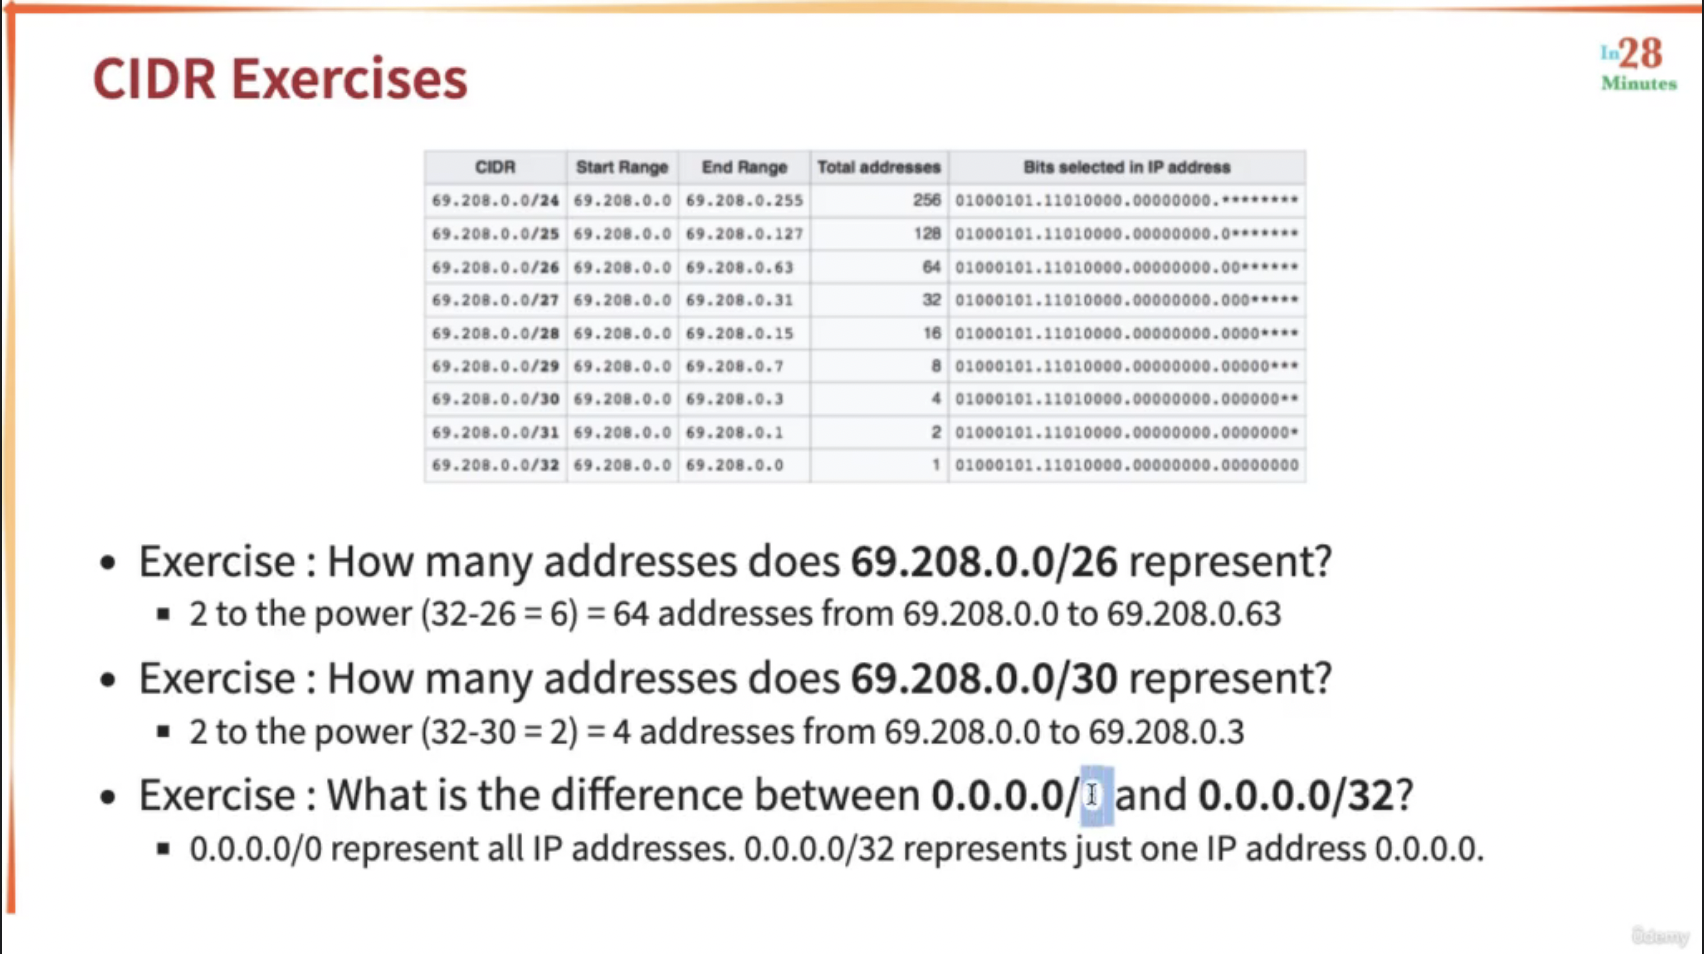 CIDR Exercises
In28
Minutes
CIDR Start Range End Range Total addresses Bits selected in IP address
69.208.0.0/24 69.208.0.0 69.208.0.255 256 01000101.11010000.00000000.********
69.208.0.0/25 69.208.0.0 69.208.0.127 128 01000101.11010000.00000000.0*******
69.208.0.0/26 69.208.0.0 69.208.0.63 64 01000101.11010000.00000000.00******
69.208.0.0/27 69.208.0.0 69.208.0.31 32 01000101.11010000.00000000.000*****
69.208.0.0/28 69.208.0.0 69.208.0.15 16 01000101.11010000.00000000.0000****
69.208.0.0/29 69.208.0.0 69.208.0.7 8 01000101.11010000.00000000.00000***
69.208.0.0/30 69.208.0.0 69.208.0.3 4 01000101.11010000.00000000.000000**
69.208.0.0/31 69.208.0.0 69.208.0.1 2 01000101.11010000.00000000.0000000*
69.208.0.0/32 69.208.0.0 69.208.0.0 1 01000101.11010000.00000000.00000000
• Exercise : How many addresses does 69.208.0.0/26 represent?
▪ 2 to the power (32-26 = 6) = 64 addresses from 69.208.0.0 to 69.208.0.63
• Exercise : How many addresses does 69.208.0.0/30 represent?
▪ 2 to the power (32-30 = 2) = 4 addresses from 69.208.0.0 to 69.208.0.3
• Exercise : What is the difference between 0.0.0.0/0 and 0.0.0.0/32?
▪ 0.0.0.0/0 represent all IP addresses. 0.0.0.0/32 represents just one IP address 0.0.0.0.
Udemy